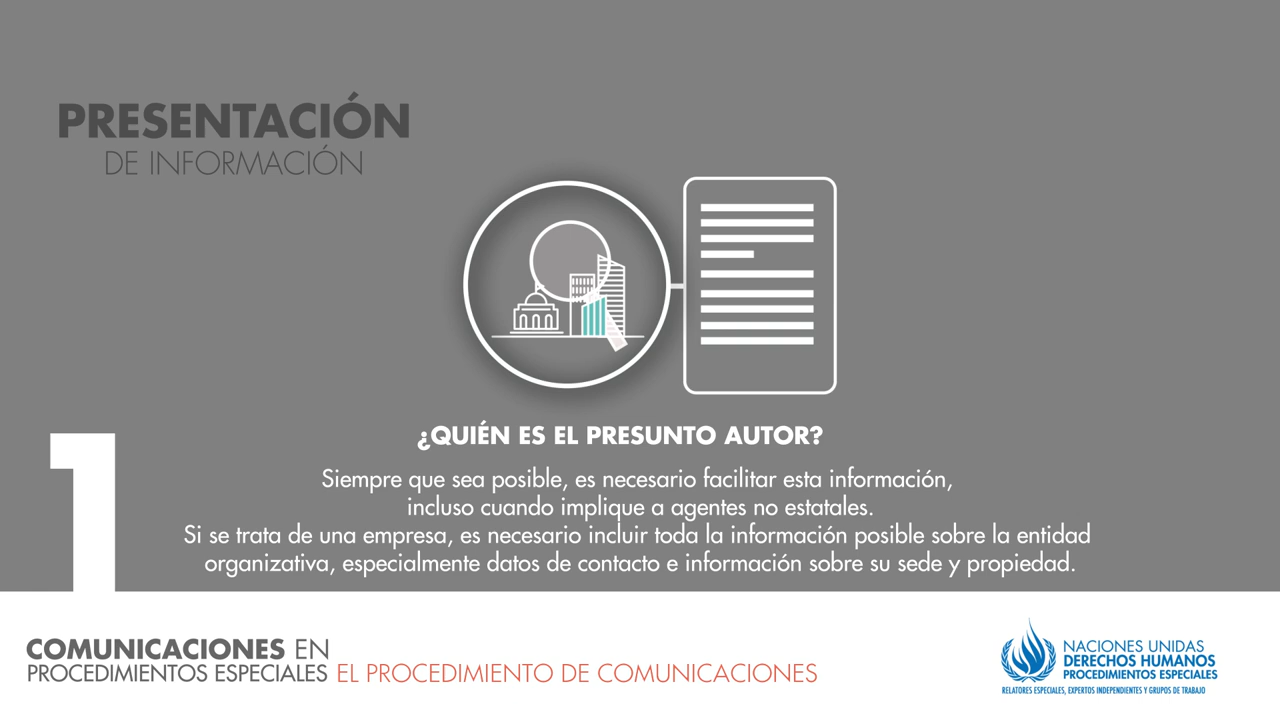 PRESENTACIÓN
DE INFORMACIÓN
¿QUIÉN ES EL PRESUNTO AUTOR?
Siempre que sea posible, es necesario facilitar esta información,
incluso cuando implique a agentes no estatales.
Si se trata de una empresa, es necesario incluir toda la información posible sobre la entidad
organizativa, especialmente datos de contacto e información sobre su sede y propiedad.
1
COMUNICACIONES EN
PROCEDIMIENTOS ESPECIALES EL PROCEDIMIENTO DE COMUNICACIONES
NACIONES UNIDAS
DERECHOS HUMANOS
PROCEDIMIENTOS ESPECIALES
RELATORES ESPECIALES, EXPERTOS INDEPENDIENTES Y GRUPOS DE TRABAJO